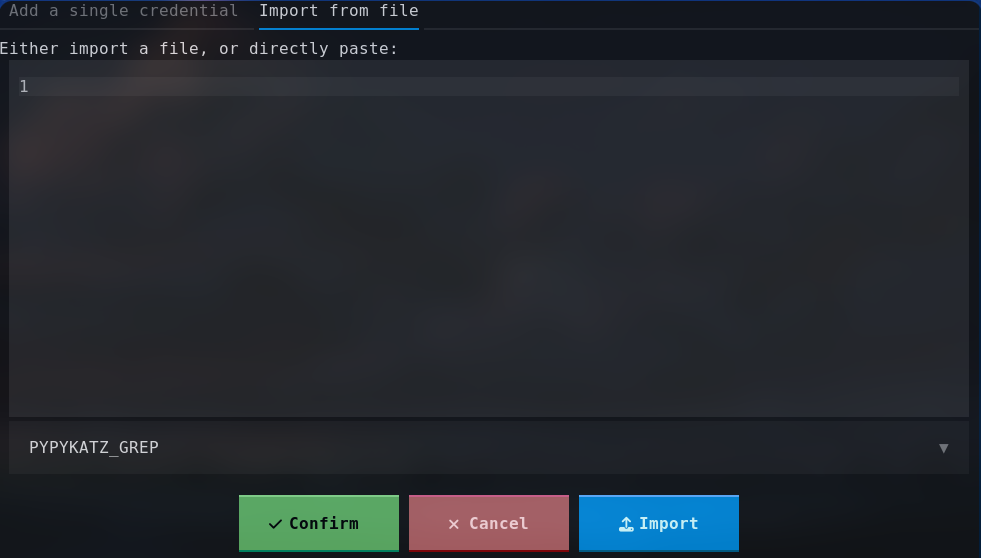 Add a single credential Import from file
Either import a file, or directly paste:
1
PYPYKATZ_GREP ▼
✓ Confirm ✕ Cancel Import